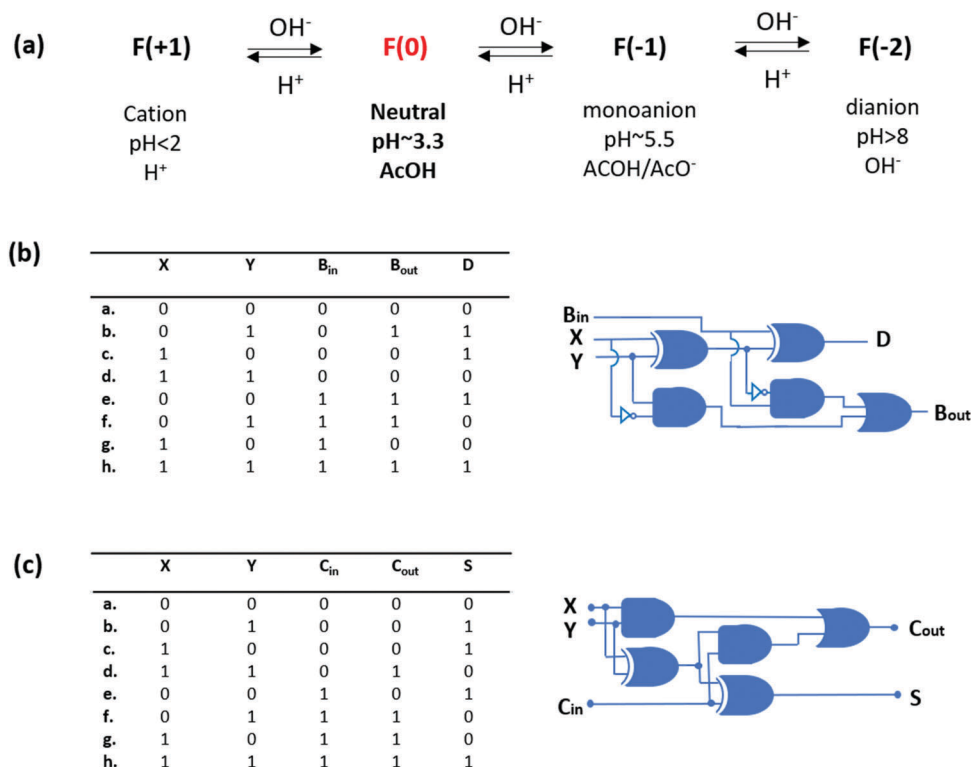 (a)
OH⁻ OH⁻ OH⁻
F(+1) F(0) F(-1) F(-2)
H⁺ H⁺ H⁺
Cation Neutral monoanion dianion
pH<2 pH~3.3 pH~5.5 pH>8
H⁺ AcOH ACOH/AcO⁻ OH⁻
(b)
X Y Bin Bout D
a. 0 0 0 0 0
b. 0 1 0 1 1
c. 1 0 0 0 1
d. 1 1 0 0 0
e. 0 0 1 1 1
f. 0 1 1 1 0
g. 1 0 1 0 0
h. 1 1 1 1 1
Bin
X
Y
D
Bout
(c)
X Y Cin Cout S
a. 0 0 0 0 0
b. 0 1 0 0 1
c. 1 0 0 0 1
d. 1 1 0 1 0
e. 0 0 1 0 1
f. 0 1 1 1 0
g. 1 0 1 1 0
h. 1 1 1 1 1
X
Y
Cout
Cin
S